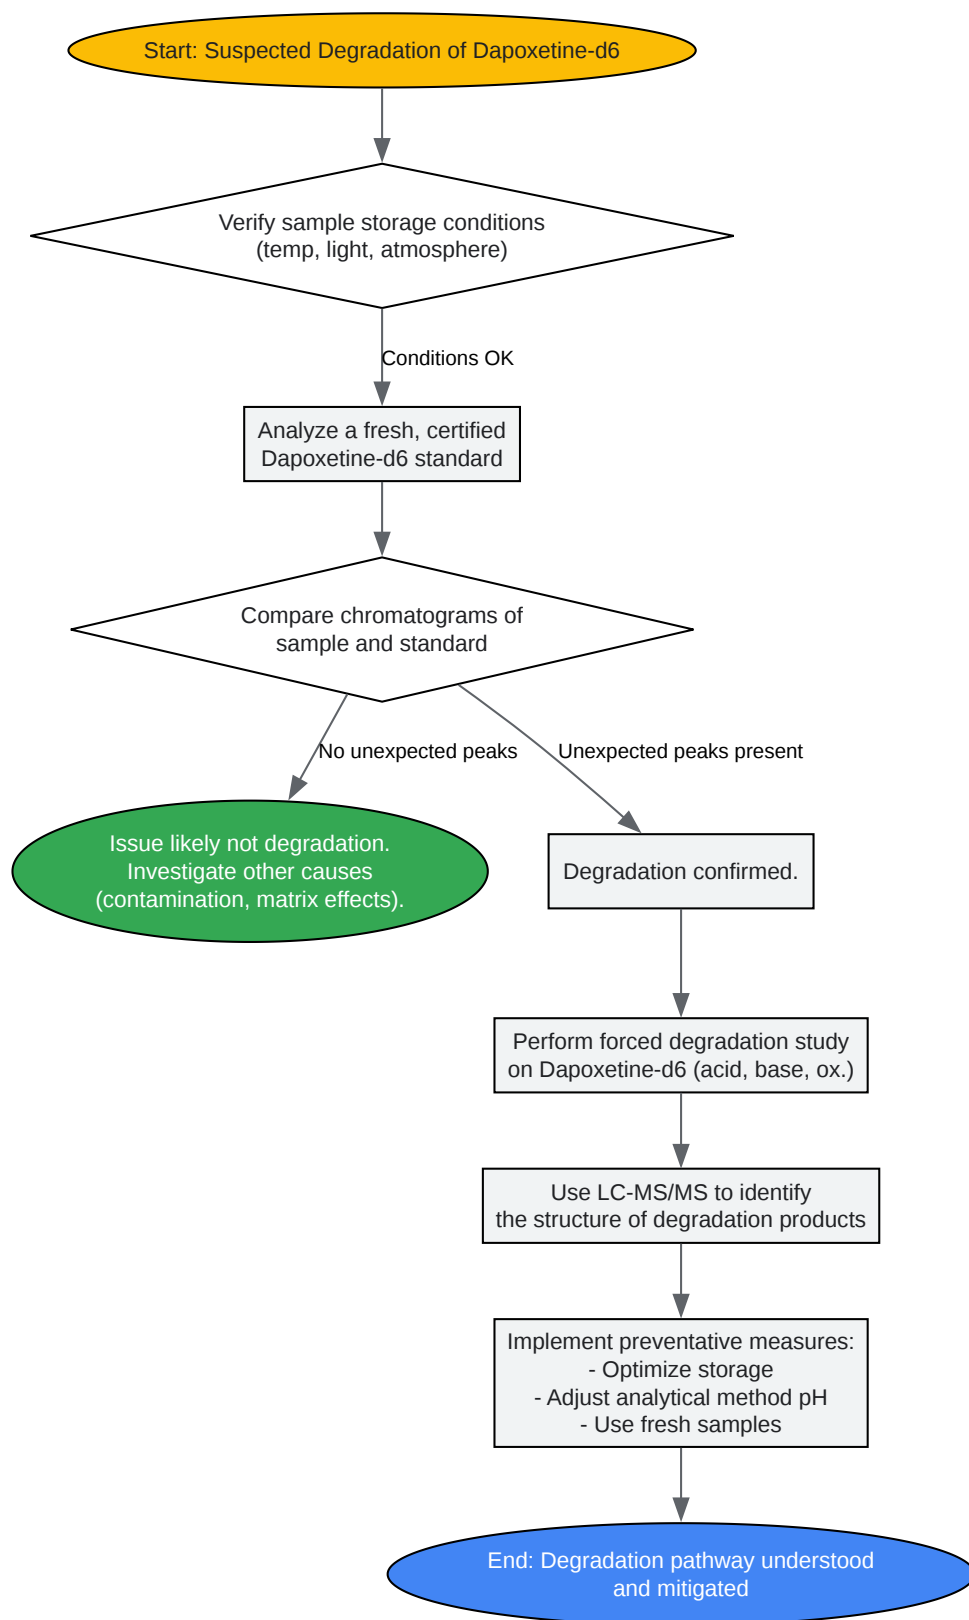 Start: Suspected Degradation of Dapoxetine-d6
Verify sample storage conditions
(temp, light, atmosphere)
Conditions OK
Analyze a fresh, certified
Dapoxetine-d6 standard
Compare chromatograms of
sample and standard
No unexpected peaks
Unexpected peaks present
Issue likely not degradation.
Investigate other causes
(contamination, matrix effects).
Degradation confirmed.
Perform forced degradation study
on Dapoxetine-d6 (acid, base, ox.)
Use LC-MS/MS to identify
the structure of degradation products
Implement preventative measures:
- Optimize storage
- Adjust analytical method pH
- Use fresh samples
End: Degradation pathway understood
and mitigated